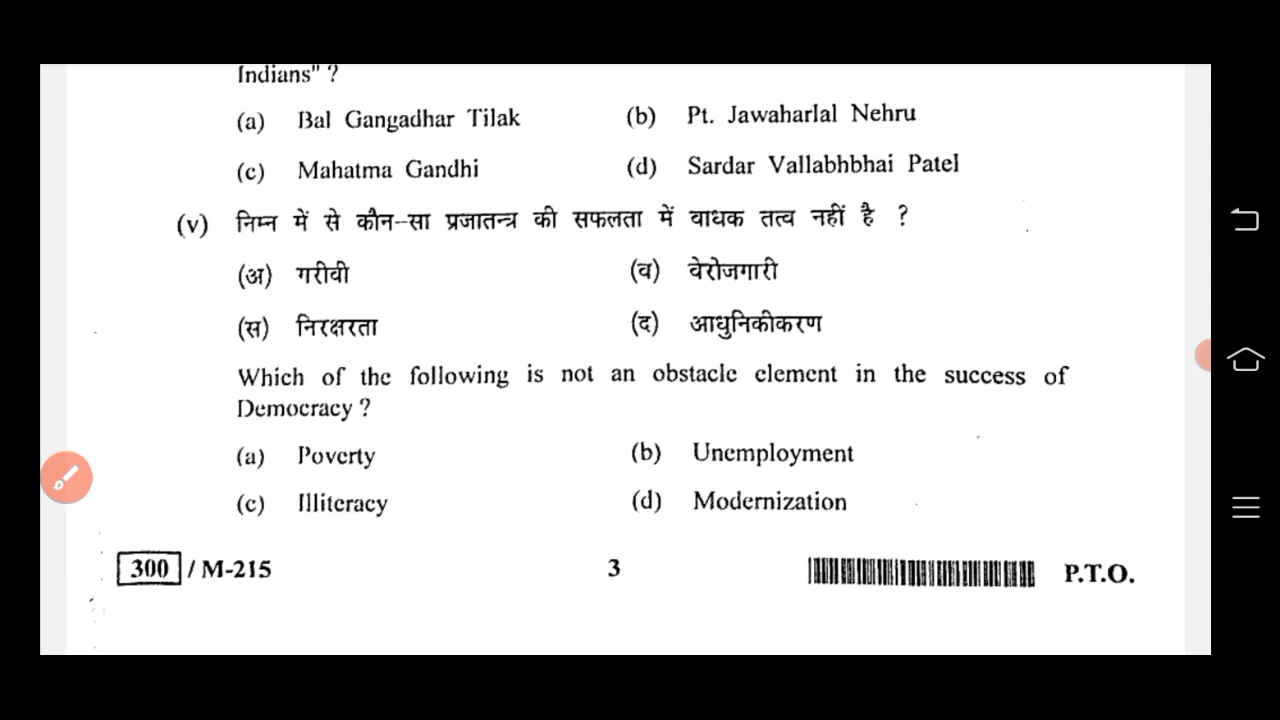 Indians" ?
(a) Bal Gangadhar Tilak (b) Pt. Jawaharlal Nehru
(c) Mahatma Gandhi (d) Sardar Vallabhbhai Patel
(v) निम्न में से कौन-सा प्रजातन्त्र की सफलता में बाधक तत्व नहीं है ?
(अ) गरीबी (ब) बेरोजगारी
(स) निरक्षरता (द) आधुनिकीकरण
Which of the following is not an obstacle element in the success of
Democracy ?
(a) Poverty (b) Unemployment
(c) Illiteracy (d) Modernization
300 / M-215 3 P.T.O.